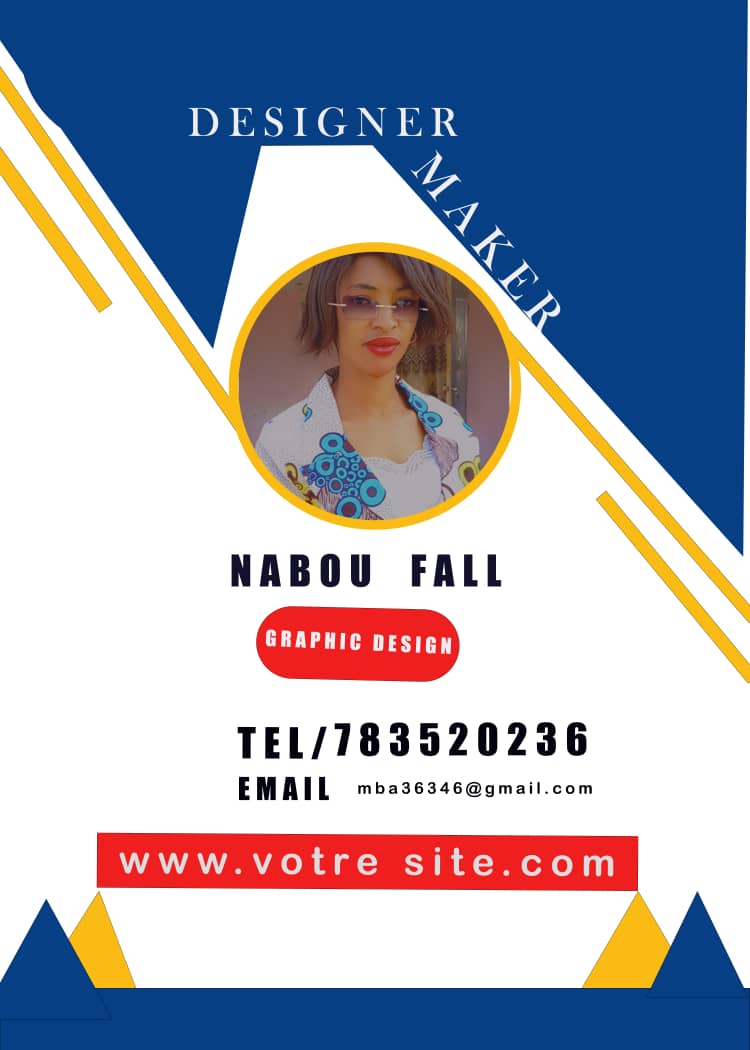 DESIGNER
MAKER
NABOU FALL
GRAPHIC DESIGN
TEL/783520236
EMAIL mba36346@gmail.com
www.votre site.com